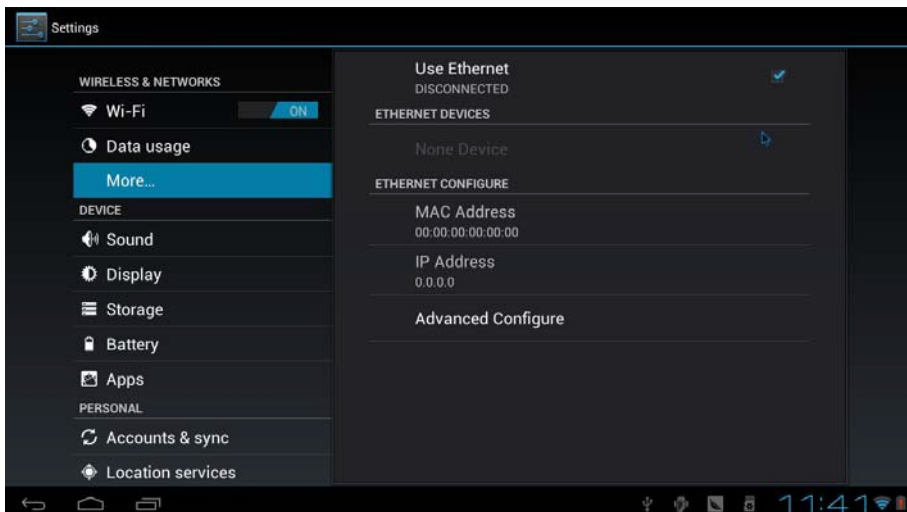 Settings
WIRELESS & NETWORKS
Wi-Fi
ON
Data usage
More...
DEVICE
Sound
Display
Storage
Battery
Apps
PERSONAL
Accounts & sync
Location services
Use Ethernet
DISCONNECTED
ETHERNET DEVICES
None Device
ETHERNET CONFIGURE
MAC Address
00:00:00:00:00:00
IP Address
0.0.0.0
Advanced Configure
11:41